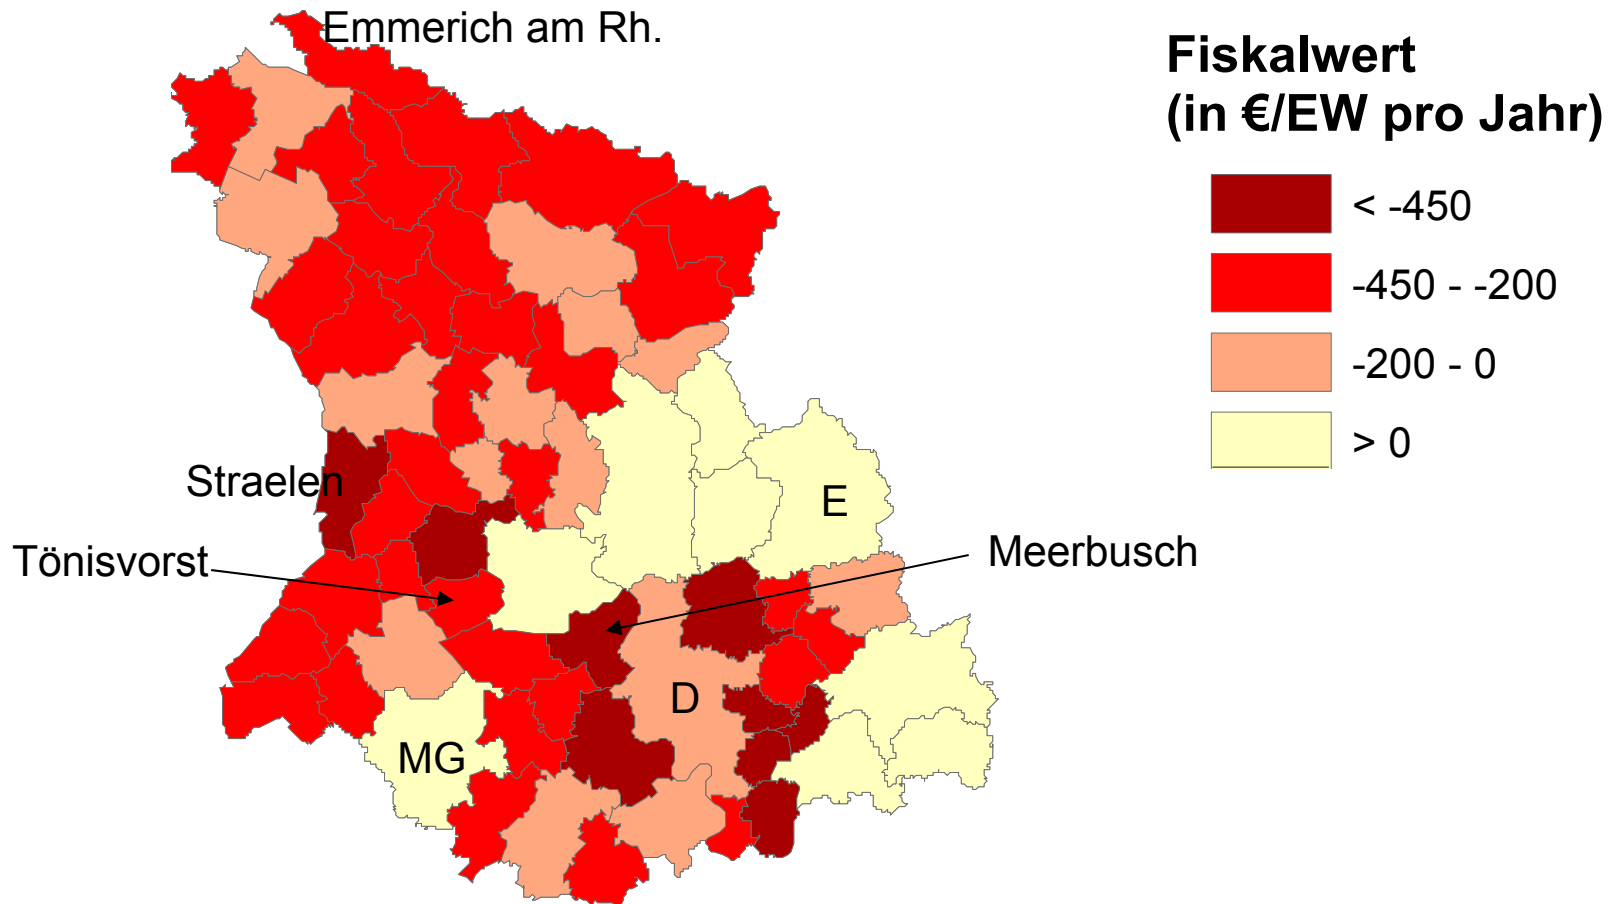 Emmerich am Rh.
Fiskalwert
(in €/EW pro Jahr)
< -450
-450 - -200
-200 - 0
> 0
Straelen
E
Tönisvorst
Meerbusch
D
MG